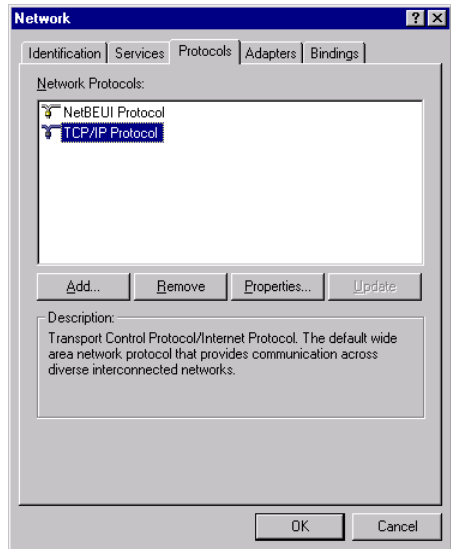 Network
Identification Services Protocols Adapters Bindings
Network Protocols:
NetBEUI Protocol
TCP/IP Protocol
Add... Remove Properties... Update
Description:
Transport Control Protocol/Internet Protocol. The default wide
area network protocol that provides communication across
diverse interconnected networks.
OK Cancel